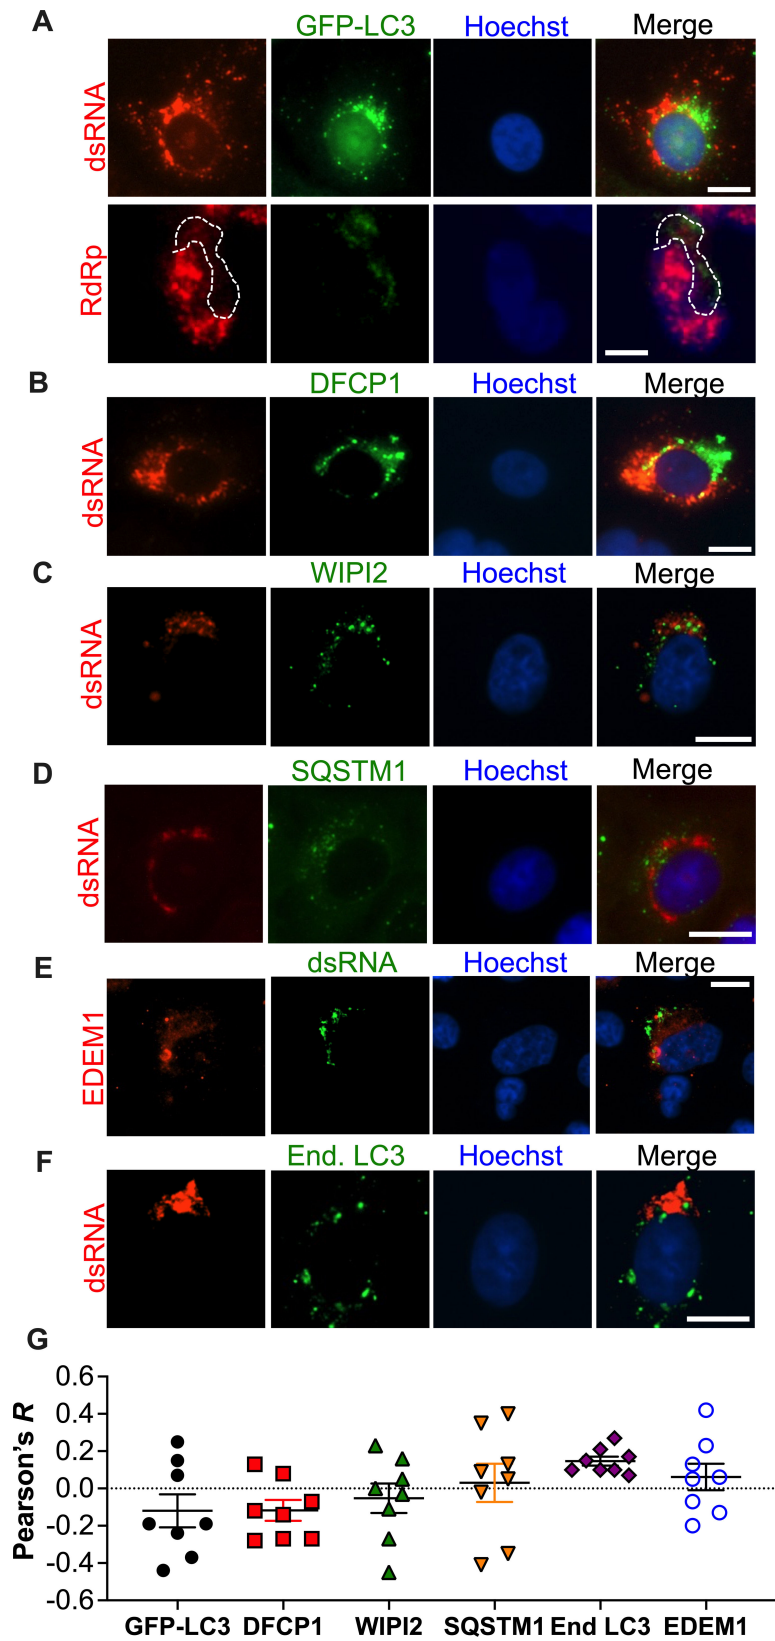 A
GFP-LC3 Hoechst Merge
dsRNA
RdRp
B
DFCP1 Hoechst Merge
dsRNA
C
WIPI2 Hoechst Merge
dsRNA
D
SQSTM1 Hoechst Merge
dsRNA
E
dsRNA Hoechst Merge
EDEM1
F
End. LC3 Hoechst Merge
dsRNA
G
Pearson's R
0.6
0.4
0.2
0.0
-0.2
-0.4
-0.6
GFP-LC3 DFCP1 WIPI2 SQSTM1 End LC3 EDEM1